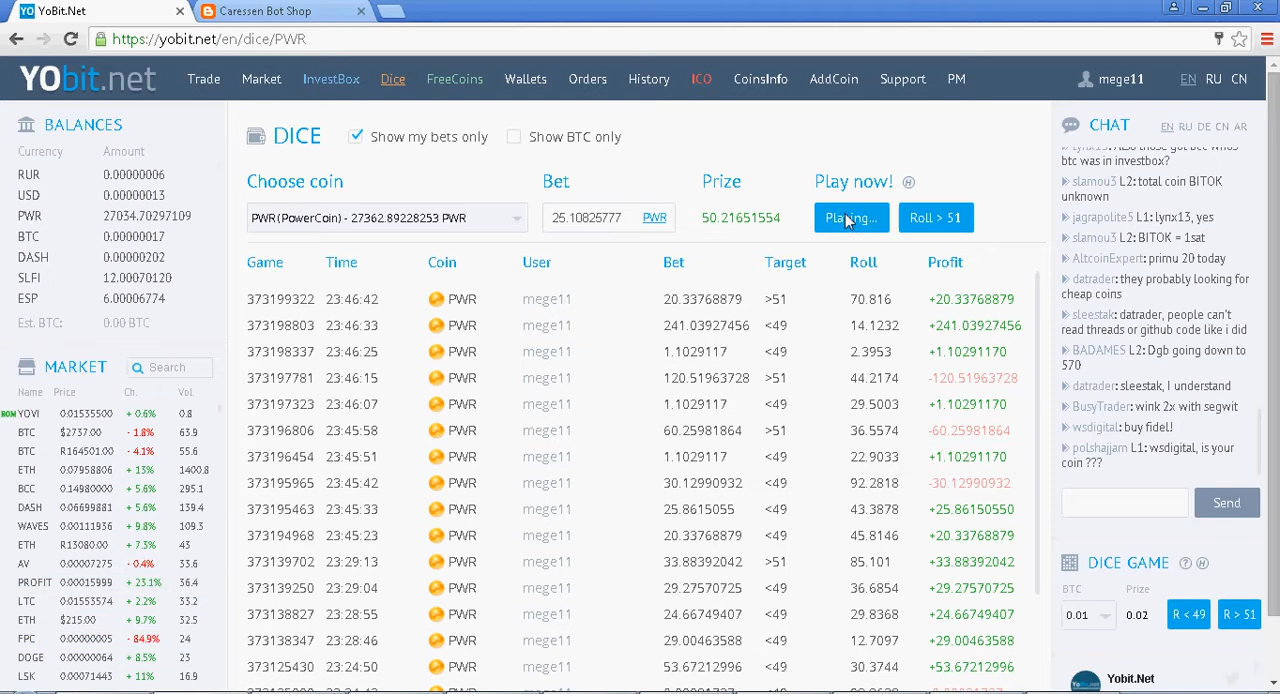 YoBit.Net
Caressen Bot Shop
https://yobit.net/en/dice/PWR
YObit.net Trade Market InvestBox Dice FreeCoins Wallets Orders History ICO CoinsInfo AddCoin Support PM mege11 EN RU CN
BALANCES
Currency Amount
RUR 0.00000006
USD 0.00000013
PWR 27034.70297109
BTC 0.00000017
DASH 0.00000202
SLFI 12.00070120
ESP 6.00006774
Est. BTC: 0.00 BTC
MARKET Search
Name Price Ch. Vol.
YOVI 0.01535500 + 0.6% 0.8
BTC $2737.00 - 1.8% 63.9
BTC R164501.00 - 4.1% 55.6
ETH 0.07958806 + 13% 1400.8
BCC 0.14980000 + 5.6% 295.1
DASH 0.06699881 + 5.6% 139.4
WAVES 0.00111936 + 9.8% 109.3
ETH R13080.00 + 7.3% 43
AV 0.00007275 - 0.4% 33.6
PROFIT 0.00015999 + 23.1% 36.4
LTC 0.01553574 + 2.2% 33.2
ETH $215.00 + 9.7% 32.5
FPC 0.00000005 - 84.9% 24
DOGE 0.00000064 + 8.5% 23
LSK 0.00071443 + 11% 16.9
DICE Show my bets only Show BTC only
Choose coin Bet Prize Play now! H
PWR (PowerCoin) - 27362.89228253 PWR 25.10825777 PWR 50.21651554 Playing... Roll > 51
Game Time Coin User Bet Target Roll Profit
373199322 23:46:42 PWR mege11 20.33768879 >51 70.816 +20.33768879
373198803 23:46:33 PWR mege11 241.03927456 <49 14.1232 +241.03927456
373198337 23:46:25 PWR mege11 1.1029117 <49 2.3953 +1.10291170
373197781 23:46:15 PWR mege11 120.51963728 >51 44.2174 -120.51963728
373197323 23:46:07 PWR mege11 1.1029117 <49 29.5003 +1.10291170
373196806 23:45:58 PWR mege11 60.25981864 >51 36.5574 -60.25981864
373196454 23:45:51 PWR mege11 1.1029117 <49 22.9033 +1.10291170
373195965 23:45:42 PWR mege11 30.12990932 <49 92.2818 -30.12990932
373195463 23:45:33 PWR mege11 25.8615055 <49 43.3878 +25.86150550
373194968 23:45:23 PWR mege11 20.33768879 <49 45.8146 +20.33768879
373139702 23:29:13 PWR mege11 33.88392042 >51 85.101 +33.88392042
373139250 23:29:04 PWR mege11 29.27570725 <49 36.6854 +29.27570725
373138827 23:28:55 PWR mege11 24.66749407 <49 29.8368 +24.66749407
373138347 23:28:46 PWR mege11 29.00463588 <49 12.7097 +29.00463588
373125430 23:24:50 PWR mege11 53.67212996 <49 30.3744 +53.67212996
CHAT EN RU DE CN AR
btc was in investbox?
slamou3 L2: total coin BITOK
unknown
jagrapolite5 L1: lynx13, yes
slamou3 L2: BITOK = 1sat
AltcoinExpert: primu 20 today
datrader: they probably looking for
cheap coins
sleestak: datrader, people can't
read threads or github code like i did
BADAMES L2: Dgb going down to
570
datrader: sleestak, I understand
BusyTrader: wink 2x with segwit
wsdigital: buy fidel!
polshajjam L1: wsdigital, is your
coin ???
Send
DICE GAME ? H
BTC Prize
0.01 0.02 R < 49 R > 51
Yobit.Net